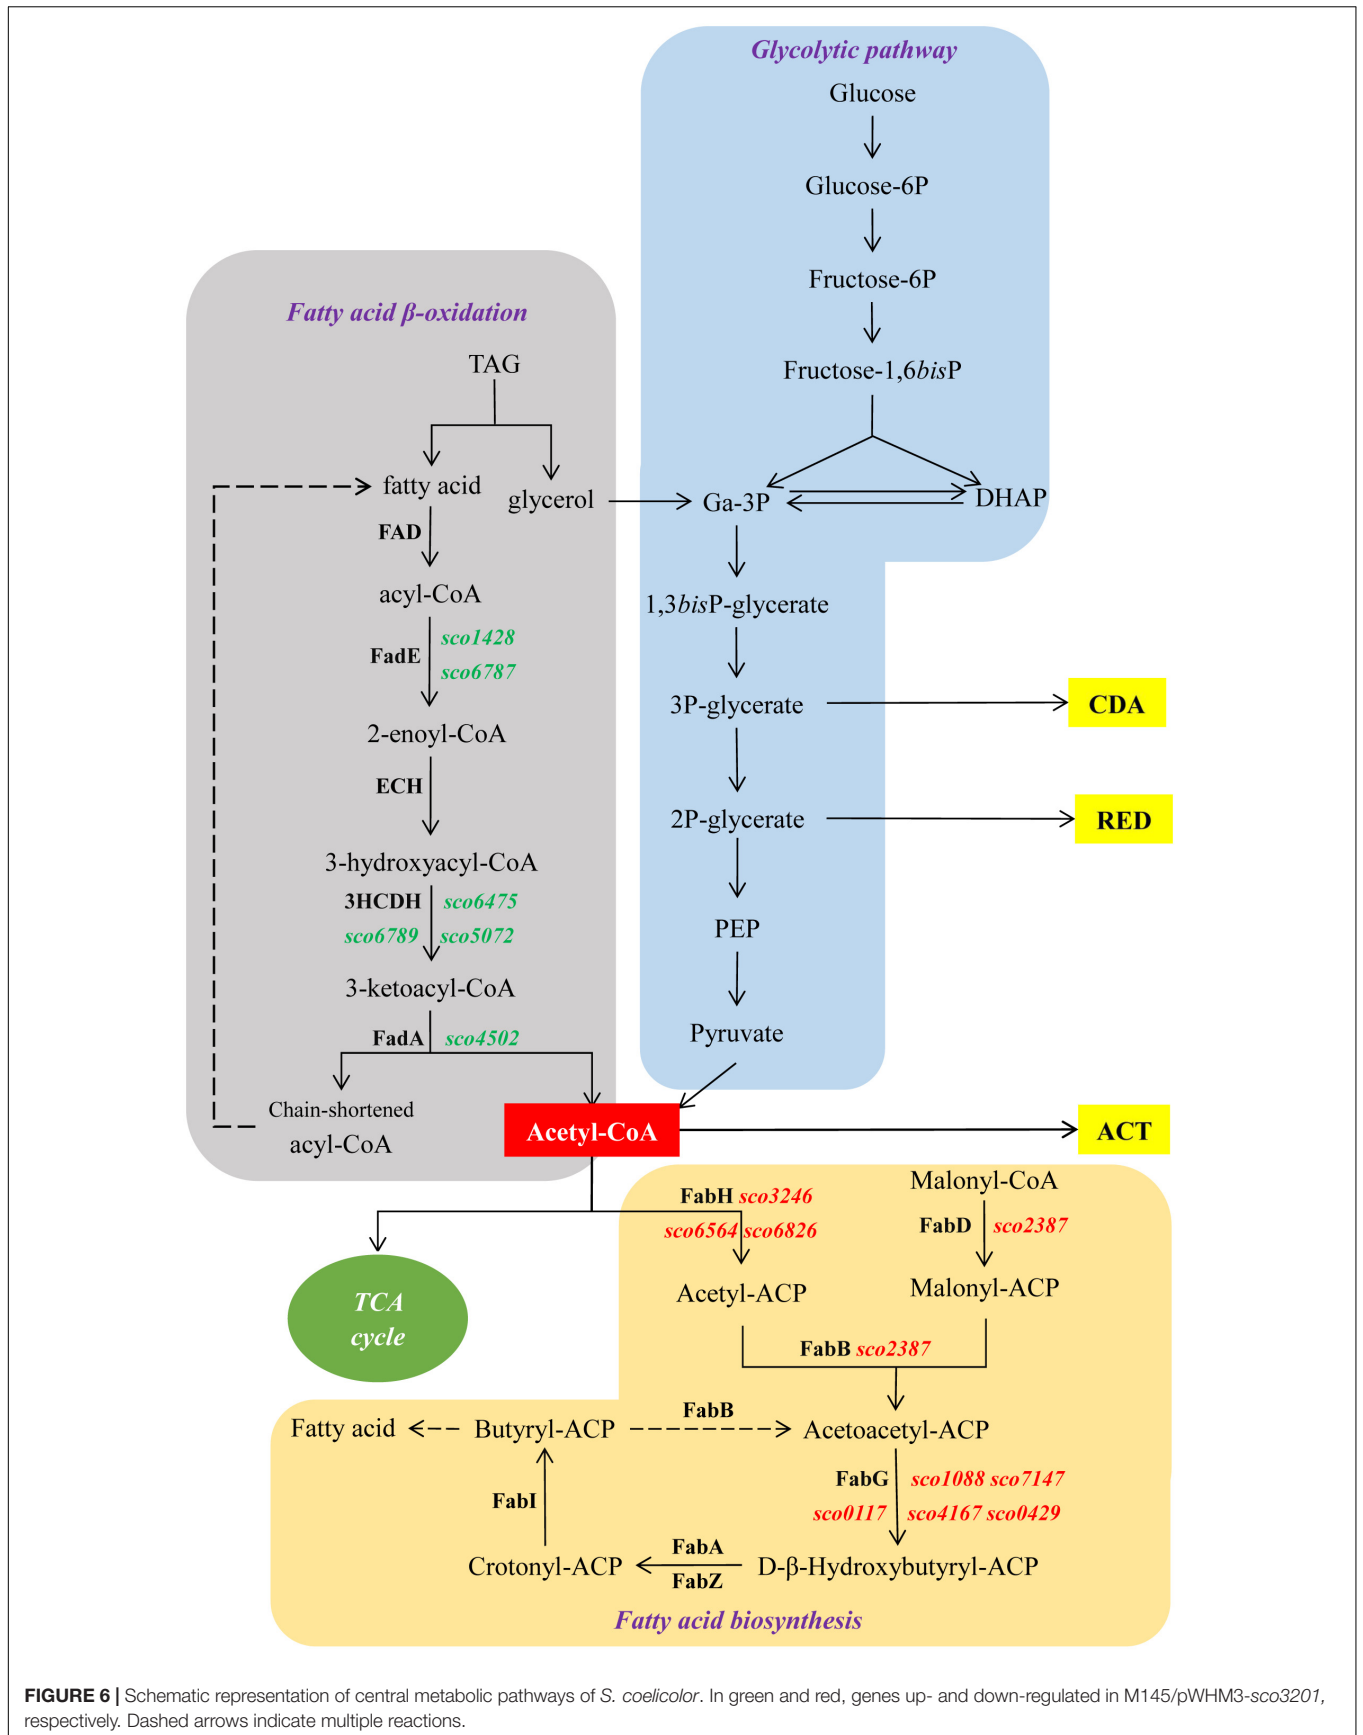 Glycolytic pathway
Glucose
Glucose-6P
Fructose-6P
Fructose-1,6bisP
Ga-3P
DHAP
1,3bisP-glycerate
3P-glycerate
CDA
2P-glycerate
RED
PEP
Pyruvate
Fatty acid β-oxidation
TAG
fatty acid
glycerol
FAD
acyl-CoA
FadE
sco1428
sco6787
2-enoyl-CoA
ECH
3-hydroxyacyl-CoA
3HCDH sco6475
sco6789 sco5072
3-ketoacyl-CoA
FadA sco4502
Chain-shortened
acyl-CoA
Acetyl-CoA
ACT
TCA
cycle
FabH sco3246
sco6564 sco6826
Malonyl-CoA
FabD sco2387
Acetyl-ACP
Malonyl-ACP
FabB sco2387
Fatty acid
Butyryl-ACP
FabB
Acetoacetyl-ACP
FabG sco1088 sco7147
sco0117 sco4167 sco0429
FabI
Crotonyl-ACP
FabA
FabZ
D-β-Hydroxybutyryl-ACP
Fatty acid biosynthesis
FIGURE 6 | Schematic representation of central metabolic pathways of S. coelicolor. In green and red, genes up- and down-regulated in M145/pWHM3-sco3201,
respectively. Dashed arrows indicate multiple reactions.